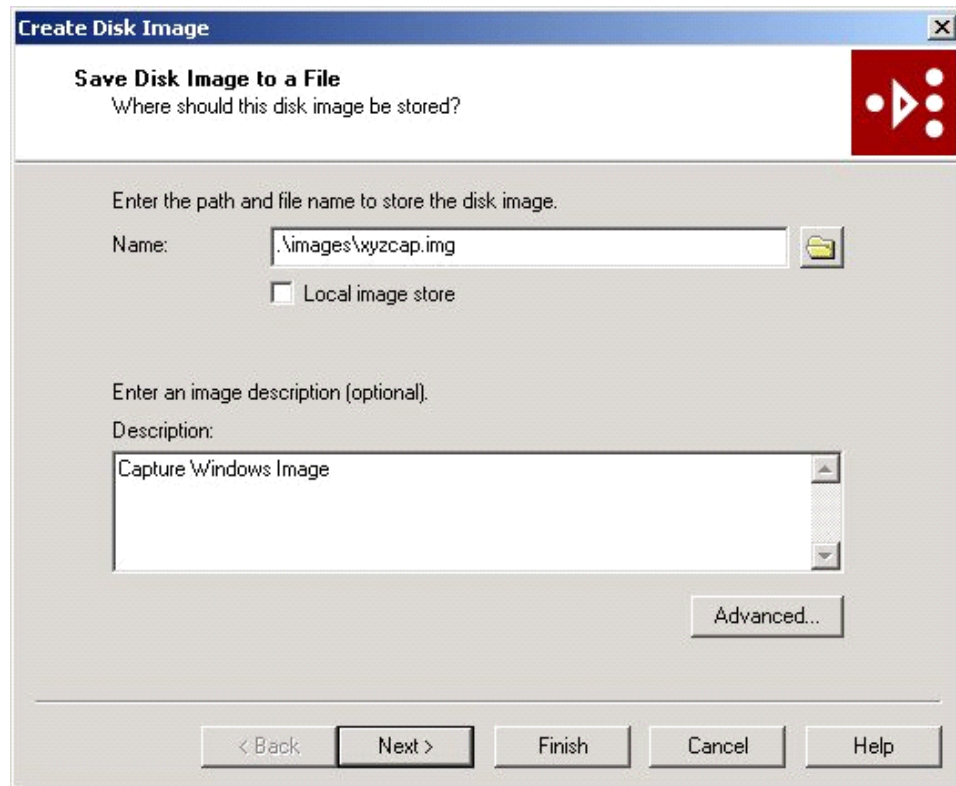 Create Disk Image
Save Disk Image to a File
Where should this disk image be stored?
Enter the path and file name to store the disk image.
Name:
.\images\xyzcap.img
Local image store
Enter an image description (optional).
Description:
Capture Windows Image
Advanced...
< Back Next > Finish Cancel Help